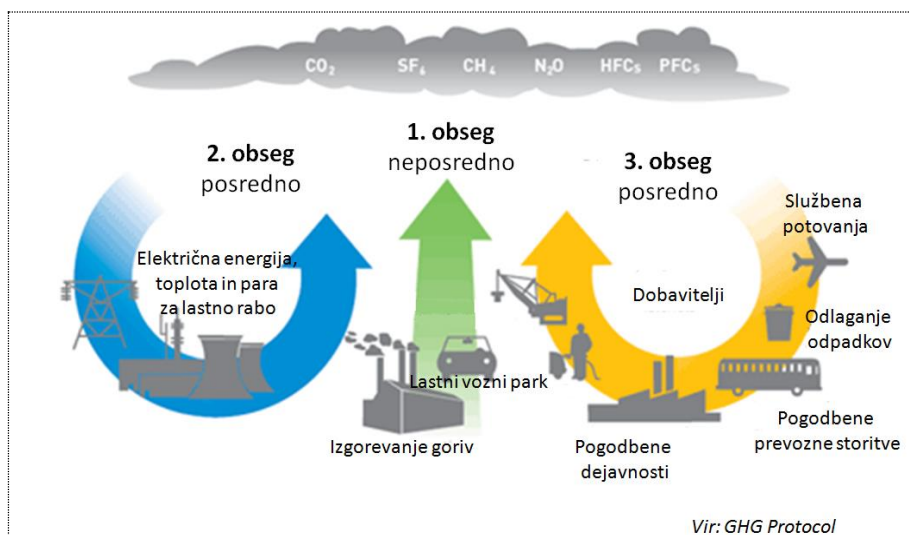 CO₂ SF₆ CH₄ N₂O HFCs PFCs
2. obseg
posredno
1. obseg
neposredno
3. obseg
posredno
Električna energija,
toplota in para
za lastno rabo
Izgorevanje goriv
Lastni vozni park
Dobavitelji
Službena
potovanja
Odlaganje
odpadkov
Pogodbene
prevozne storitve
Pogodbene
dejavnosti
Vir: GHG Protocol